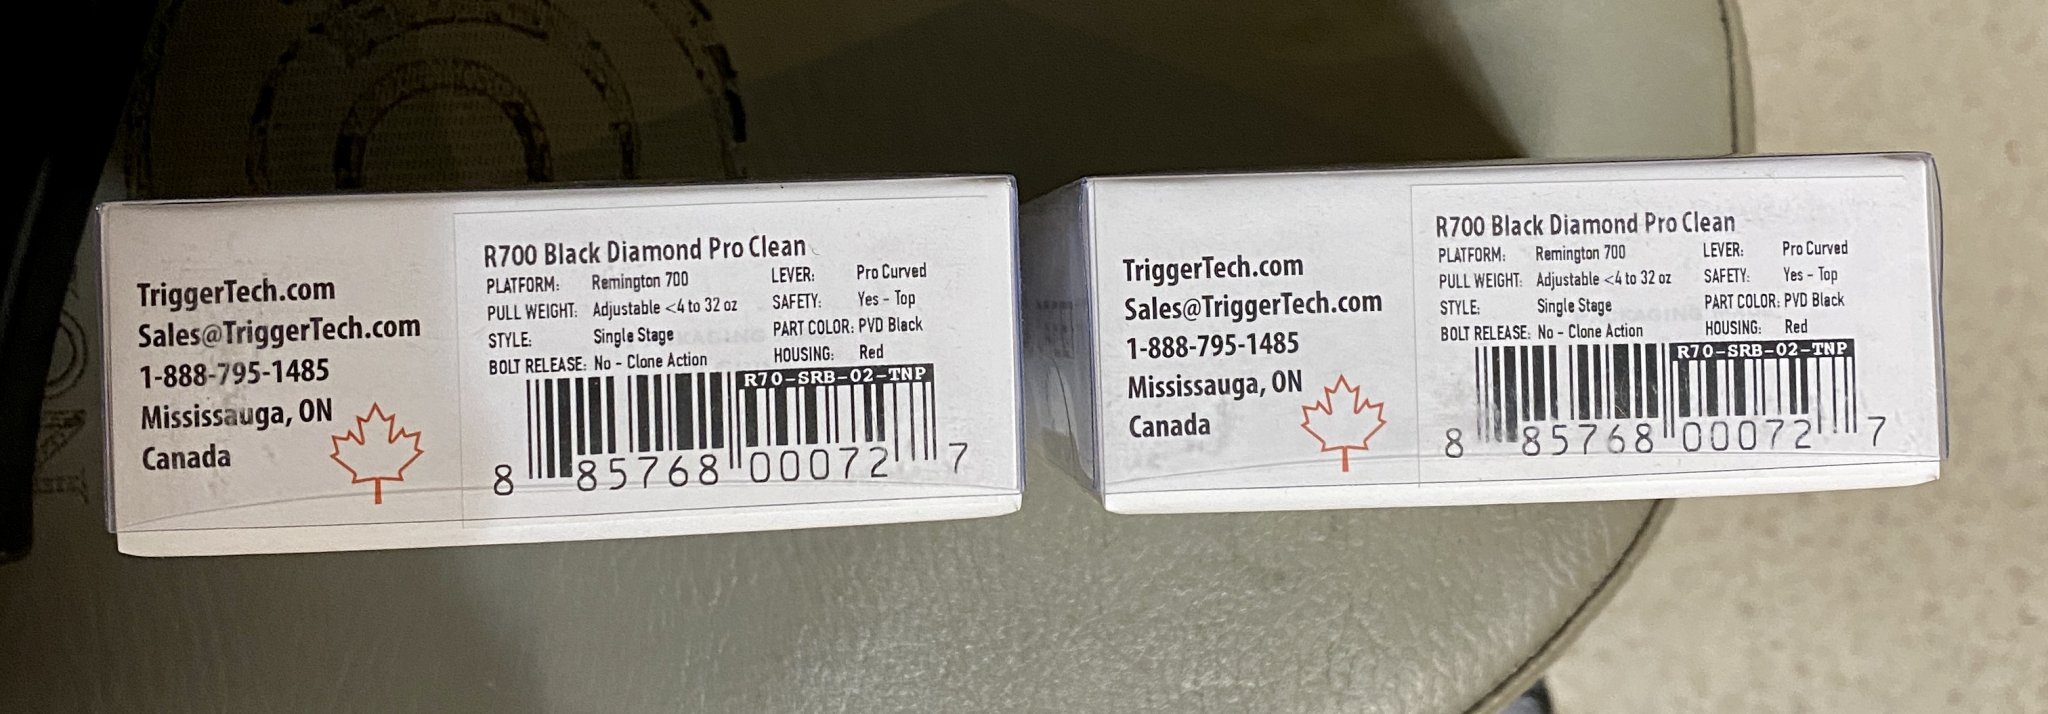 TriggerTech.com
Sales@TriggerTech.com
1-888-795-1485
Mississauga, ON
Canada
R700 Black Diamond Pro Clean
PLATFORM: Remington 700 LEVER: Pro Curved
PULL WEIGHT: Adjustable <4 to 32 oz SAFETY: Yes - Top
STYLE: Single Stage PART COLOR: PVD Black
BOLT RELEASE: No - Clone Action HOUSING: Red
R70-SRB-02-TNP
8 85768 00072 7
TriggerTech.com
Sales@TriggerTech.com
1-888-795-1485
Mississauga, ON
Canada
R700 Black Diamond Pro Clean
PLATFORM: Remington 700 LEVER: Pro Curved
PULL WEIGHT: Adjustable <4 to 32 oz SAFETY: Yes - Top
STYLE: Single Stage PART COLOR: PVD Black
BOLT RELEASE: No - Clone Action HOUSING: Red
R70-SRB-02-TNP
8 85768 00072 7